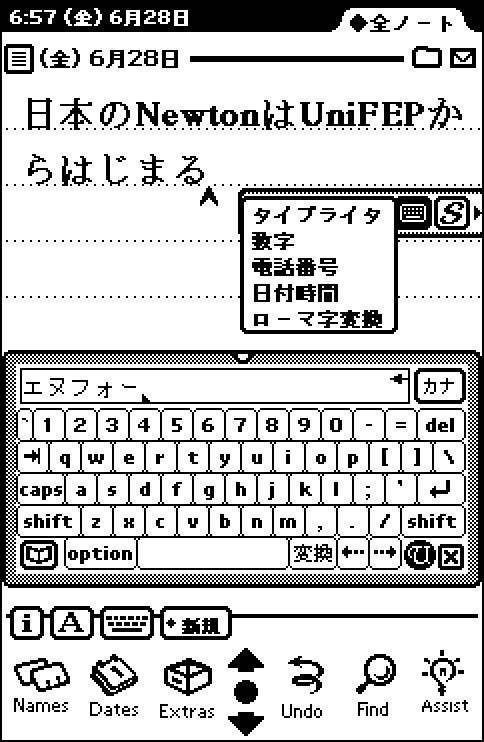 6:57 (金) 6月28日
◆全ノート
(金) 6月28日
日本のNewtonはUniFEPか
らはじまる
タイプライタ
数字
電話番号
日付時間
ローマ字変換
エヌフォー
カナ
` 1 2 3 4 5 6 7 8 9 0 - = del
q w e r t y u i o p [ ] \
caps a s d f g h j k l ; '
shift z x c v b n m , . / shift
option 変換
i A 新規
Names Dates Extras Undo Find Assist